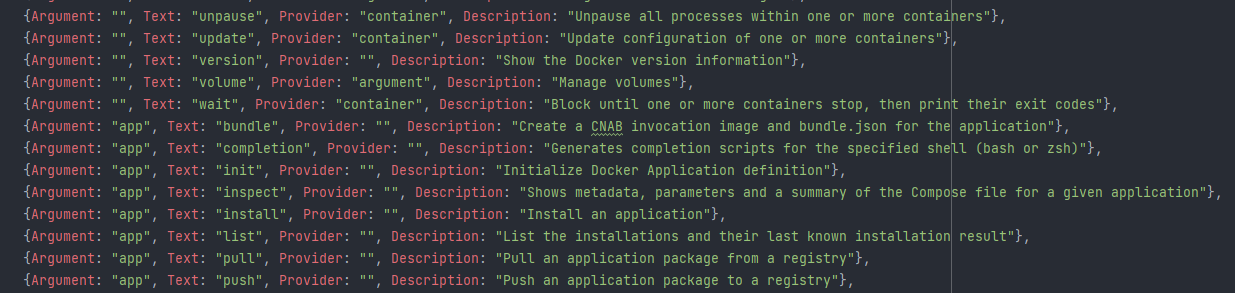 {Argument: "", Text: "unpause", Provider: "container", Description: "Unpause all processes within one or more containers"},
{Argument: "", Text: "update", Provider: "container", Description: "Update configuration of one or more containers"},
{Argument: "", Text: "version", Provider: "", Description: "Show the Docker version information"},
{Argument: "", Text: "volume", Provider: "argument", Description: "Manage volumes"},
{Argument: "", Text: "wait", Provider: "container", Description: "Block until one or more containers stop, then print their exit codes"},
{Argument: "app", Text: "bundle", Provider: "", Description: "Create a CNAB invocation image and bundle.json for the application"},
{Argument: "app", Text: "completion", Provider: "", Description: "Generates completion scripts for the specified shell (bash or zsh)"},
{Argument: "app", Text: "init", Provider: "", Description: "Initialize Docker Application definition"},
{Argument: "app", Text: "inspect", Provider: "", Description: "Shows metadata, parameters and a summary of the Compose file for a given application"},
{Argument: "app", Text: "install", Provider: "", Description: "Install an application"},
{Argument: "app", Text: "list", Provider: "", Description: "List the installations and their last known installation result"},
{Argument: "app", Text: "pull", Provider: "", Description: "Pull an application package from a registry"},
{Argument: "app", Text: "push", Provider: "", Description: "Push an application package to a registry"},